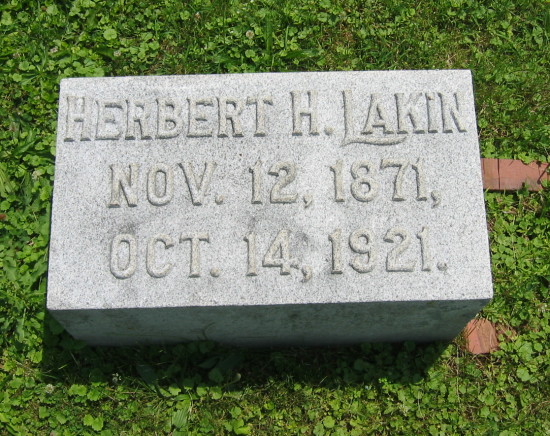 HERBERT H. LAKIN
NOV. 12, 1871,
OCT. 14, 1921.